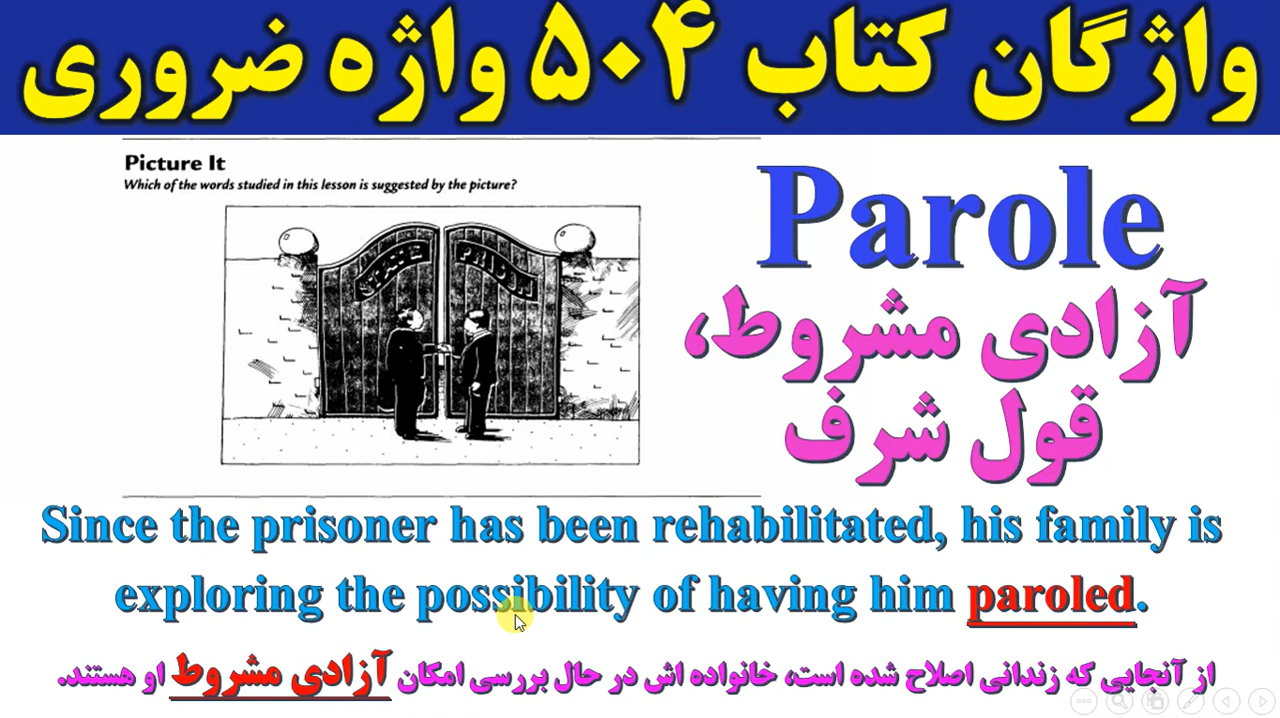 واژگان کتاب ۵۰۴ واژه ضروری
Picture It
Which of the words studied in this lesson is suggested by the picture?
STATE PRISON
Parole
آزادی مشروط،
قول شرف
Since the prisoner has been rehabilitated, his family is
exploring the possibility of having him paroled.
از آنجایی که زندانی اصلاح شده است، خانواده اش در حال بررسی امکان آزادی مشروط او هستند.